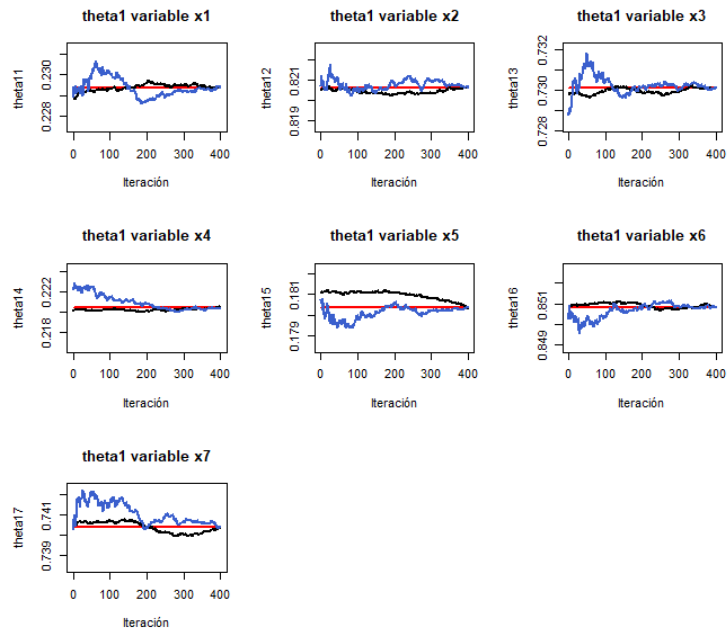 theta1 variable x1
theta11
0.228
0.230
0
100
200
300
400
Iteración
theta1 variable x2
theta12
0.819
0.821
0
100
200
300
400
Iteración
theta1 variable x3
theta13
0.728
0.730
0.732
0
100
200
300
400
Iteración
theta1 variable x4
theta14
0.218
0.222
0
100
200
300
400
Iteración
theta1 variable x5
theta15
0.179
0.181
0
100
200
300
400
Iteración
theta1 variable x6
theta16
0.849
0.851
0
100
200
300
400
Iteración
theta1 variable x7
theta17
0.739
0.741
0
100
200
300
400
Iteración